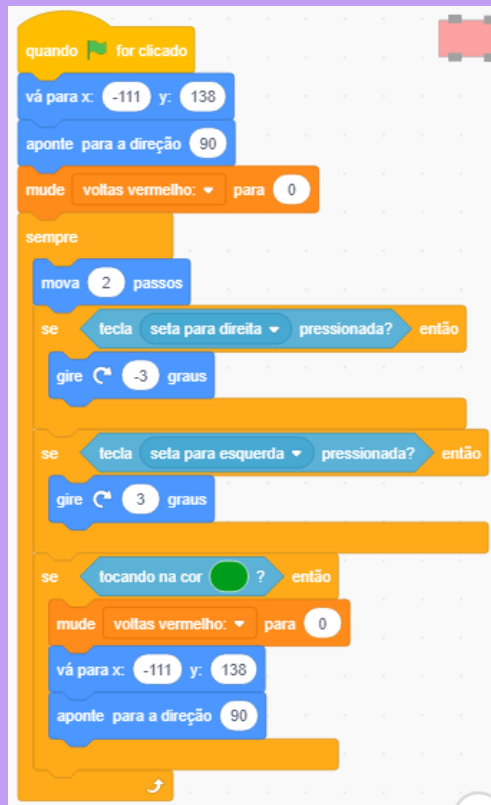 quando for clicado
vá para x: -111 y: 138
aponte para a direção 90
mude voltas vermelho: para 0
sempre
mova 2 passos
se tecla seta para direita pressionada? então
gire -3 graus
se tecla seta para esquerda pressionada? então
gire 3 graus
se tocando na cor ? então
mude voltas vermelho: para 0
vá para x: -111 y: 138
aponte para a direção 90